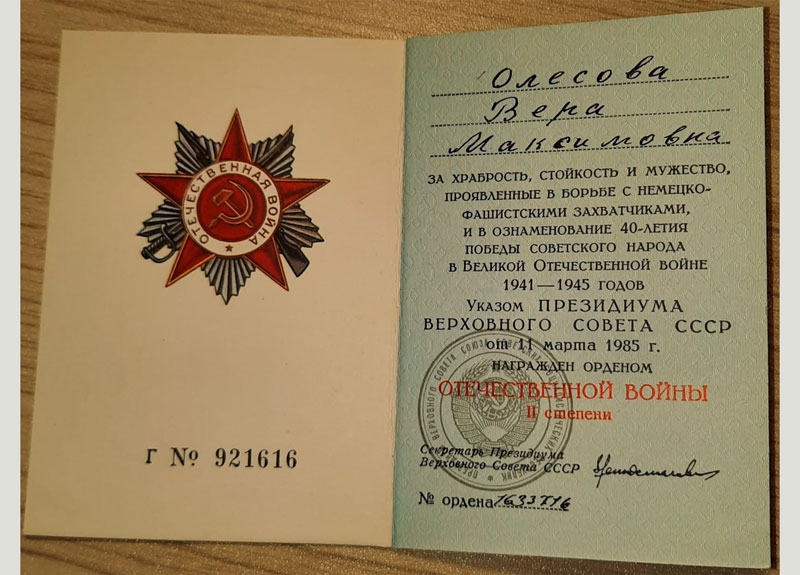 ОТЕЧЕСТВЕННАЯ ВОЙНА
Г № 921616
Олесова
Вера
Максимовна
ЗА ХРАБРОСТЬ, СТОЙКОСТЬ И МУЖЕСТВО,
ПРОЯВЛЕННЫЕ В БОРЬБЕ С НЕМЕЦКО-
ФАШИСТСКИМИ ЗАХВАТЧИКАМИ,
И В ОЗНАМЕНОВАНИЕ 40-ЛЕТИЯ
ПОБЕДЫ СОВЕТСКОГО НАРОДА
В ВЕЛИКОЙ ОТЕЧЕСТВЕННОЙ ВОЙНЕ
1941—1945 ГОДОВ
УКАЗОМ ПРЕЗИДИУМА
ВЕРХОВНОГО СОВЕТА СССР
от 11 марта 1985 г.
НАГРАЖДЕН ОРДЕНОМ
ОТЕЧЕСТВЕННОЙ ВОЙНЫ
II степени
Секретарь Президиума
Верховного Совета СССР
№ ордена 1633716